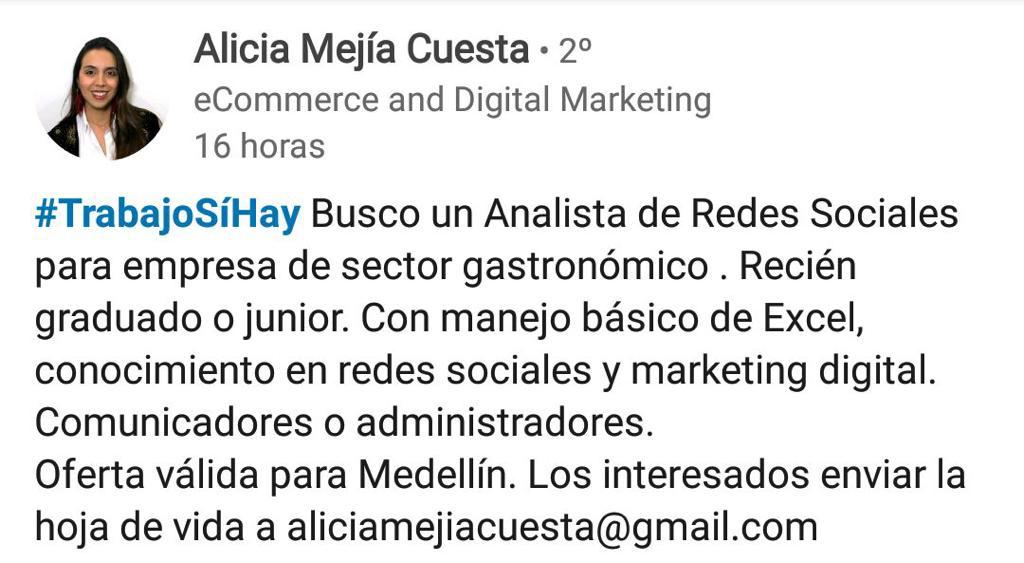 Alicia Mejía Cuesta • 2º
eCommerce and Digital Marketing
16 horas
#TrabajoSíHay Busco un Analista de Redes Sociales
para empresa de sector gastronómico . Recién
graduado o junior. Con manejo básico de Excel,
conocimiento en redes sociales y marketing digital.
Comunicadores o administradores.
Oferta válida para Medellín. Los interesados enviar la
hoja de vida a aliciamejiacuesta@gmail.com